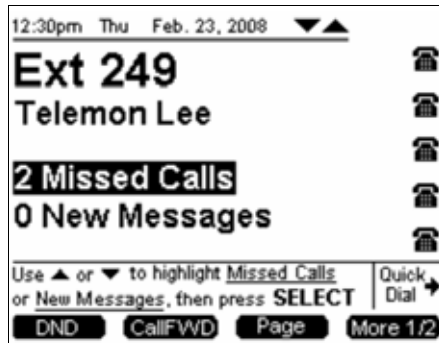 12:30pm Thu Feb. 23, 2008
Ext 249
Telemon Lee
2 Missed Calls
0 New Messages
Use ▲ or ▼ to highlight Missed Calls
or New Messages, then press SELECT
Quick
Dial
DND CallFWD Page More 1/2